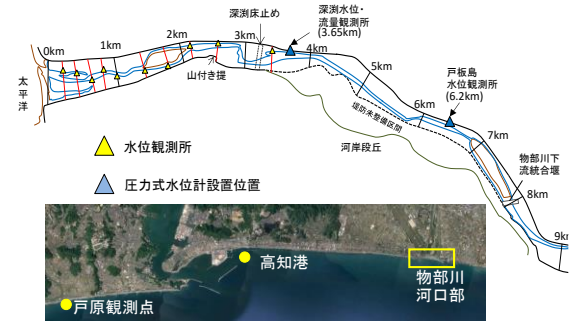 深渕床止め
深渕水位・
流量観測所
(3.65km)
0km
1km
2km
3km
4km
太平洋
山付き提
5km
戸板島
水位観測所
(6.2km)
6km
堤防未整備区間
7km
河岸段丘
物部川下
流統合堰
8km
9km
水位観測所
圧力式水位計設置位置
高知港
物部川
河口部
戸原観測点